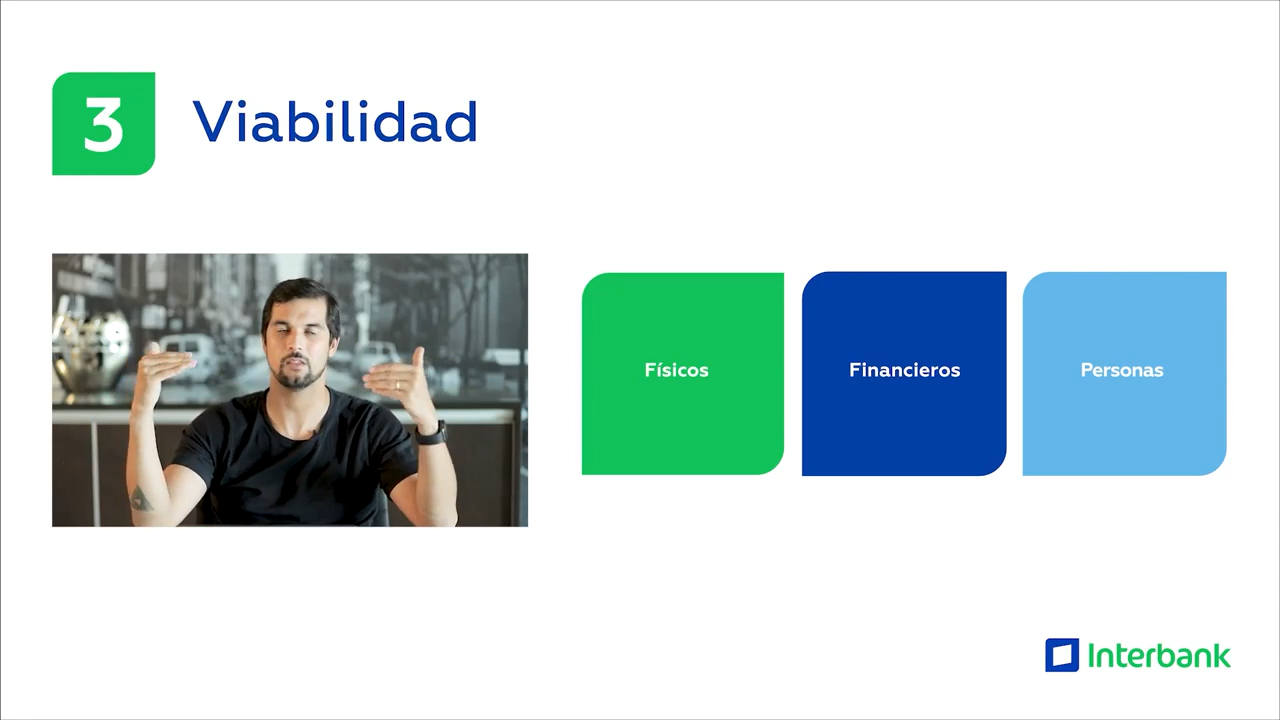 3
Viabilidad
Físicos
Financieros
Personas
Interbank